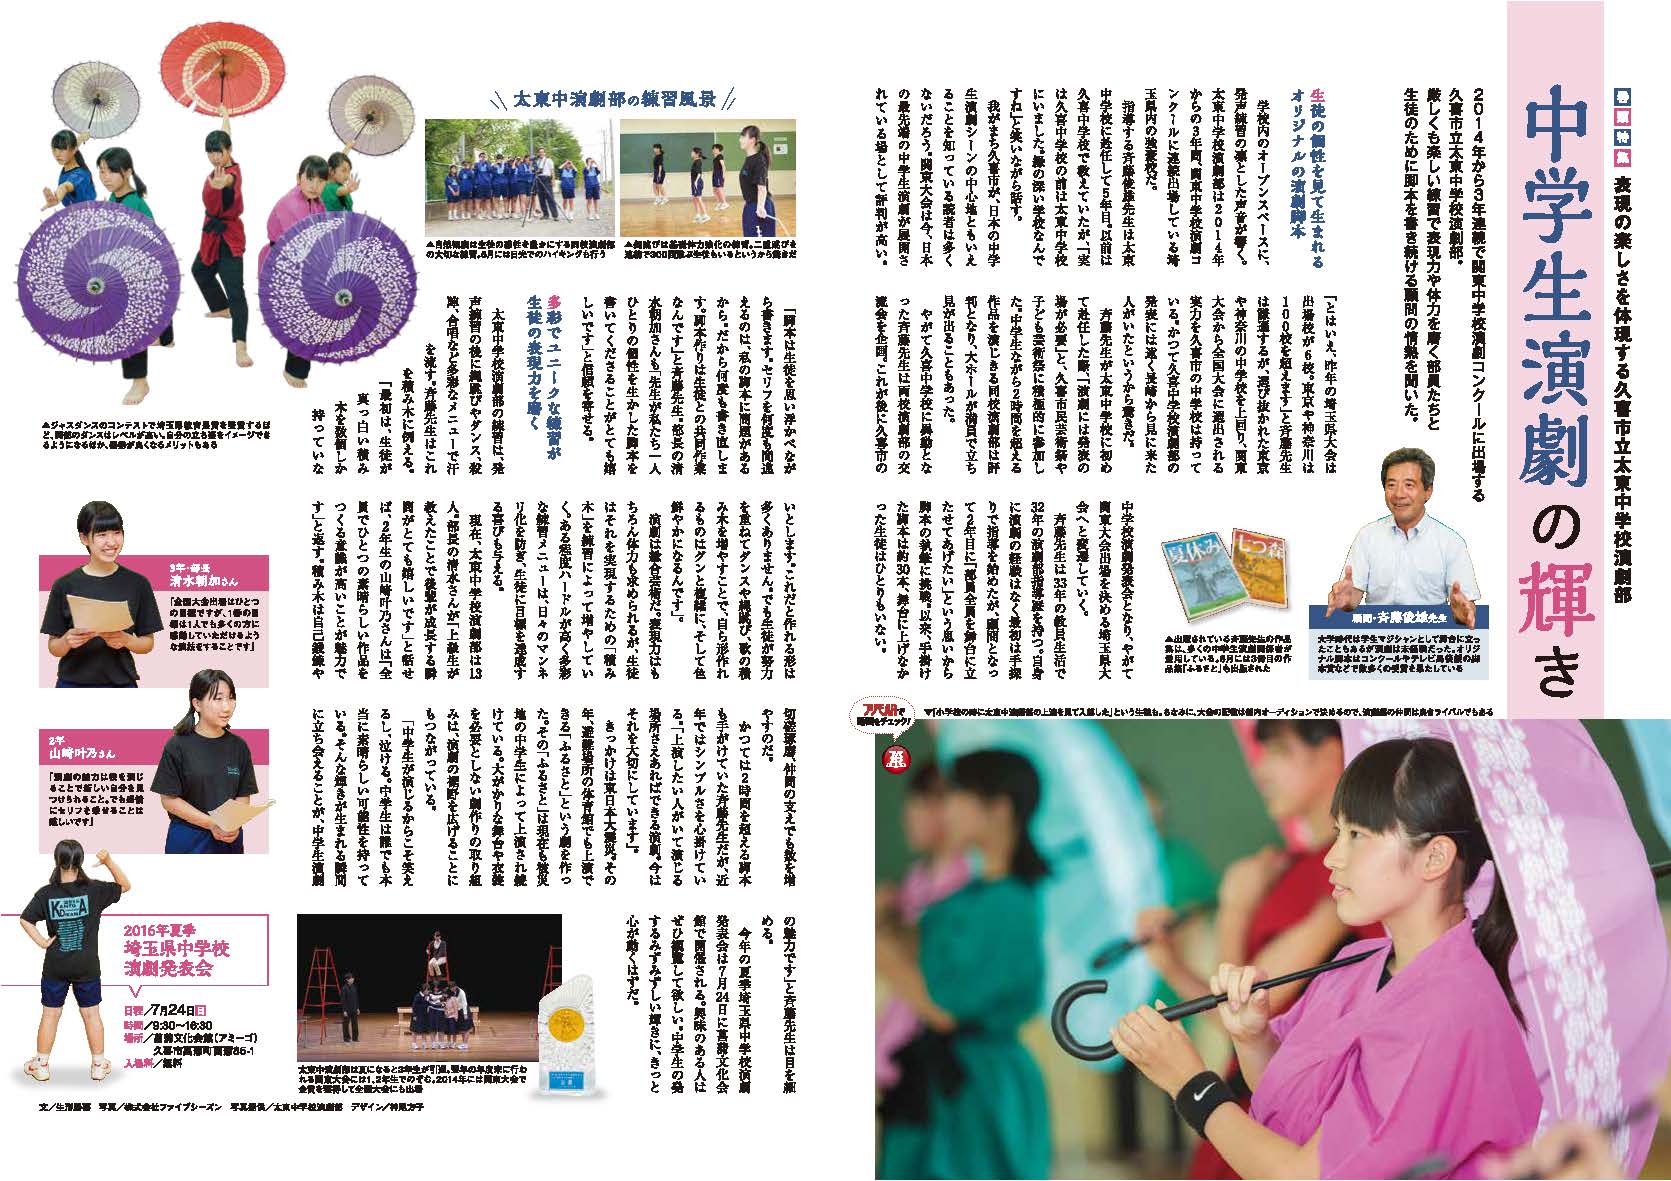 春夏特集
表現の楽しさを体現する久喜市立太東中学校演劇部
中学生演劇の輝き
2014年から3年連続で関東中学校演劇コンクールに出場する
久喜市立太東中学校演劇部。
厳しくも楽しい練習で表現力や体力を磨く部員たちと
生徒のために脚本を書き続ける顧問の情熱を聞いた。
生徒の個性を見て生まれる
オリジナルの演劇脚本
学校内のオープンスペースに、
発声練習の凛とした声音が響く。
太東中学校演劇部は2014年
からの3年間、関東中学校演劇コ
ンクールに連続出場している埼
玉県内の強豪校だ。
指導する斉藤俊雄先生は太東
中学校に赴任して5年目。以前は
久喜中学校で教えていたが、「実
は久喜中学校の前は太東中学校
にいました。縁の深い学校なんで
すね」と笑いながら話す。
我がまち久喜市が、日本の中学
生演劇シーンの中心地ともいえ
ることを知っている読者は多く
ないだろう。関東大会は今、日本
の最先端の中学生演劇が展開さ
れている場として評判が高い。
「とはいえ、昨年の埼玉県大会は
出場校が6校。東京や神奈川は
100校を超えます」と斉藤先生
は謙遜するが、選び抜かれた東京
や神奈川の中学校を上回り、関東
大会から全国大会に選出される
実力を久喜市の中学校は持って
いる。かつて久喜中学校演劇部の
発表には遠く長崎から見に来た
人がいたというから驚きだ。
斉藤先生が太東中学校に初め
て赴任した際、「演劇には発表の
場が必要」と、久喜市民芸術祭や
子ども芸術祭に積極的に参加し
た。中学生ながら2時間を超える
作品を演じきる同校演劇部は評
判となり、大ホールが満員で立ち
見が出ることもあった。
やがて久喜中学校に異動とな
った斉藤先生は両校演劇部の交
流会を企画。これが後に久喜市の
中学校演劇発表会となり、やがて
関東大会出場を決める埼玉県大
会へと変遷していく。
斉藤先生は33年の教員生活で
32年の演劇部指導歴を持つ。自身
に演劇の経験はなく最初は手探
りで指導を始めたが、顧問となっ
て2年目に「部員全員を舞台に立
たせてあげたい」という思いから
脚本の執筆に挑戦。以来、手掛け
た脚本は約30本、舞台に上げなか
った生徒はひとりもいない。
顧問・斉藤俊雄先生
大学時代は学生マジシャンとして舞台に立っ
たこともあるが演劇は未経験だった。オリジ
ナル脚本はコンクールやテレビ局後援の脚
本賞などで数多くの受賞を果たしている
夏休み
七つ森
▲出版されている斉藤先生の作品
集は、多くの中学生演劇関係者が
愛用している。5月には3冊目の作
品集「ふるさと」も出版された
アプリARで
動画をチェック!
▼「小学校の時に太東中演劇部の上演を見て入部した」という生徒も。ちなみに、大会の配役は部内オーディションで決めるので、演劇部の仲間は良きライバルでもある
太東中演劇部の練習風景
▲自然観察は生徒の感性を豊かにする同校演劇部
の大切な練習。6月には日光でのハイキングも行う
▲縄跳びは基礎体力強化の練習。二重跳びを
連続で300回跳ぶ生徒もいるというから驚きだ
▲ジャズダンスのコンテストで埼玉県教育長賞を受賞するほ
ど、同部のダンスはレベルが高い。自分の立ち姿をイメージでき
るようになるほか、姿勢が良くなるメリットもある
「脚本は生徒を思い浮かべなが
ら書きます。セリフを何度も間違
えるのは、私の脚本に問題がある
から。だから何度も書き直しま
す。脚本作りは生徒との共同作業
なんです」と斉藤先生。部長の清
水朝加さんも「先生が私たち一人
ひとりの個性を生かした脚本を
書いてくださることがとても嬉
しいです」と信頼を寄せる。
多彩でユニークな練習が
生徒の表現力を磨く
太東中学校演劇部の練習は、発
声練習の後に縄跳びやダンス、殺
陣、合唱など多彩なメニューで汗
を流す。斉藤先生はこれ
を積み木に例える。
「最初は、生徒が
真っ白い積み
木を数個しか
持っていな
いとします。これだと作れる形は
多くありません。でも生徒が努力
を重ねてダンスや縄跳び、歌の積
み木を増やすことで、自ら形作れ
るものはグンと複雑に、そして色
鮮やかになるんです」。
演劇は総合芸術だ。表現力はも
ちろん体力も求められるが、生徒
はそれを実現するための「積み
木」を練習によって増やしてい
く。ある程度ハードルが高く多彩
な練習メニューは、日々のマンネ
リ化を防ぎ、生徒に目標を達成す
る喜びも与える。
現在、太東中学校演劇部は13
人。部長の清水さんが「上級生が
教えたことで後輩が成長する瞬
間がとても嬉しいです」と話せ
ば、2年生の山崎叶乃さんは「全
員でひとつの素晴らしい作品を
つくる意識が高いことが魅力で
す」と返す。積み木は自己鍛錬や
切磋琢磨、仲間の支えでも数を増
やすのだ。
かつては2時間を超える脚本
も手がけていた斉藤先生だが、近
年ではシンプルさを心掛けてい
る。「上演したい人がいて演じる
場所さえあればできる演劇。今は
それを大切にしています」。
きっかけは東日本大震災。その
年、避難場所の体育館でも上演で
きる「ふるさと」という劇を作っ
た。その「ふるさと」は現在も被災
地の中学生によって上演され続
けている。大がかりな舞台や衣装
を必要としない劇作りの取り組
みは、演劇の裾野を広げることに
もつながっている。
「中学生が演じるからこそ笑え
るし、泣ける。中学生は誰でも本
当に素晴らしい可能性を持って
いる。そんな輝きが生まれる瞬間
に立ち会えることが、中学生演劇
の魅力です」と斉藤先生は目を細
める。
今年の夏季埼玉県中学校演劇
発表会は7月24日に菖蒲文化会
館で開催される。興味のある人は
ぜひ観覧して欲しい。中学生の発
するみずみずしい輝きに、きっと
心が動くはずだ。
3年・部長
清水朝加さん
「全国大会出場はひとつ
の目標ですが、1番の目
標は1人でも多くの方に
感動していただけるよう
な演技をすることです」
2年
山崎叶乃さん
「演劇の魅力は役を演じ
ることで新しい自分を見
つけられること。でも感情
にセリフを乗せることは
難しいです」
2016年夏季
埼玉県中学校
演劇発表会
日程／7月24日日
時間／9:30〜16:30
場所／菖蒲文化会館(アミーゴ)
久喜市菖蒲町菖蒲85-1
入場料／無料
太東中演劇部は夏になると3年生が引退。翌年の年度末に行わ
れる関東大会には1、2年生でのぞむ。2014年には関東大会で
金賞を獲得して全国大会にも出場
文／生形勝喜　写真／株式会社ファイブシーズン　写真提供／太東中学校演劇部　デザイン／神尾方子